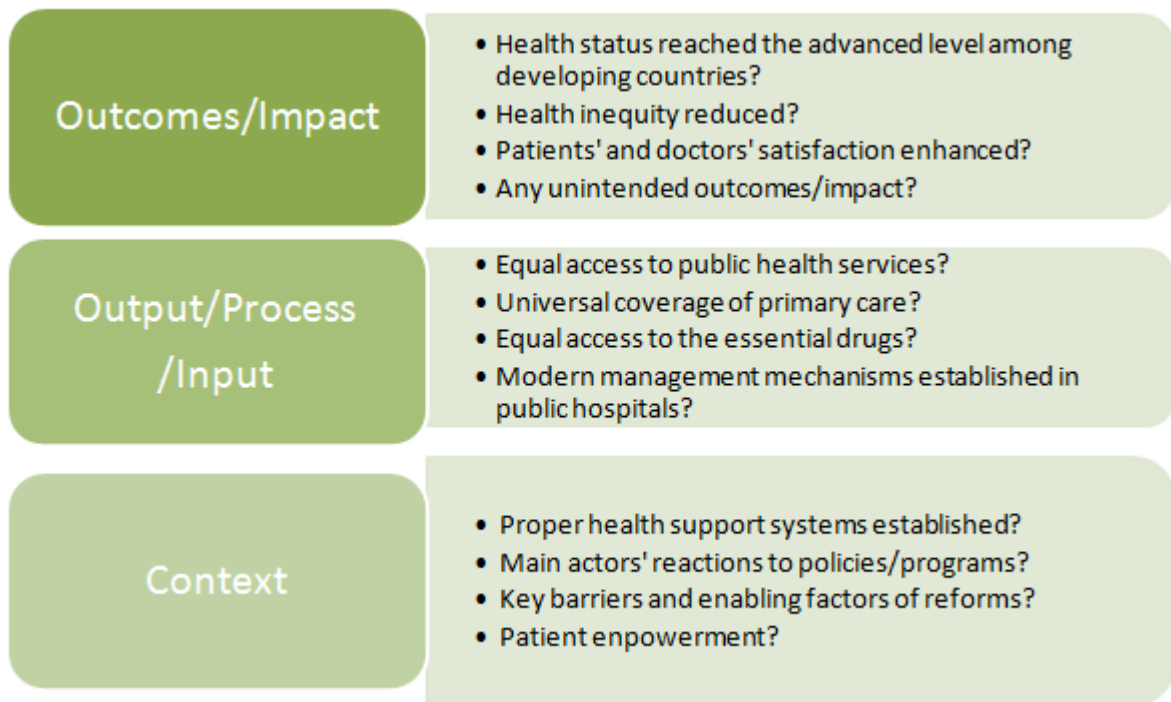 Outcomes/Impact
• Health status reached the advanced level among
developing countries?
• Health inequity reduced?
• Patients' and doctors' satisfaction enhanced?
• Any unintended outcomes/impact?
Output/Process
/Input
• Equal access to public health services?
• Universal coverage of primary care?
• Equal access to the essential drugs?
• Modern management mechanisms established in
public hospitals?
Context
• Proper health support systems established?
• Main actors' reactions to policies/programs?
• Key barriers and enabling factors of reforms?
• Patient enpowerment?